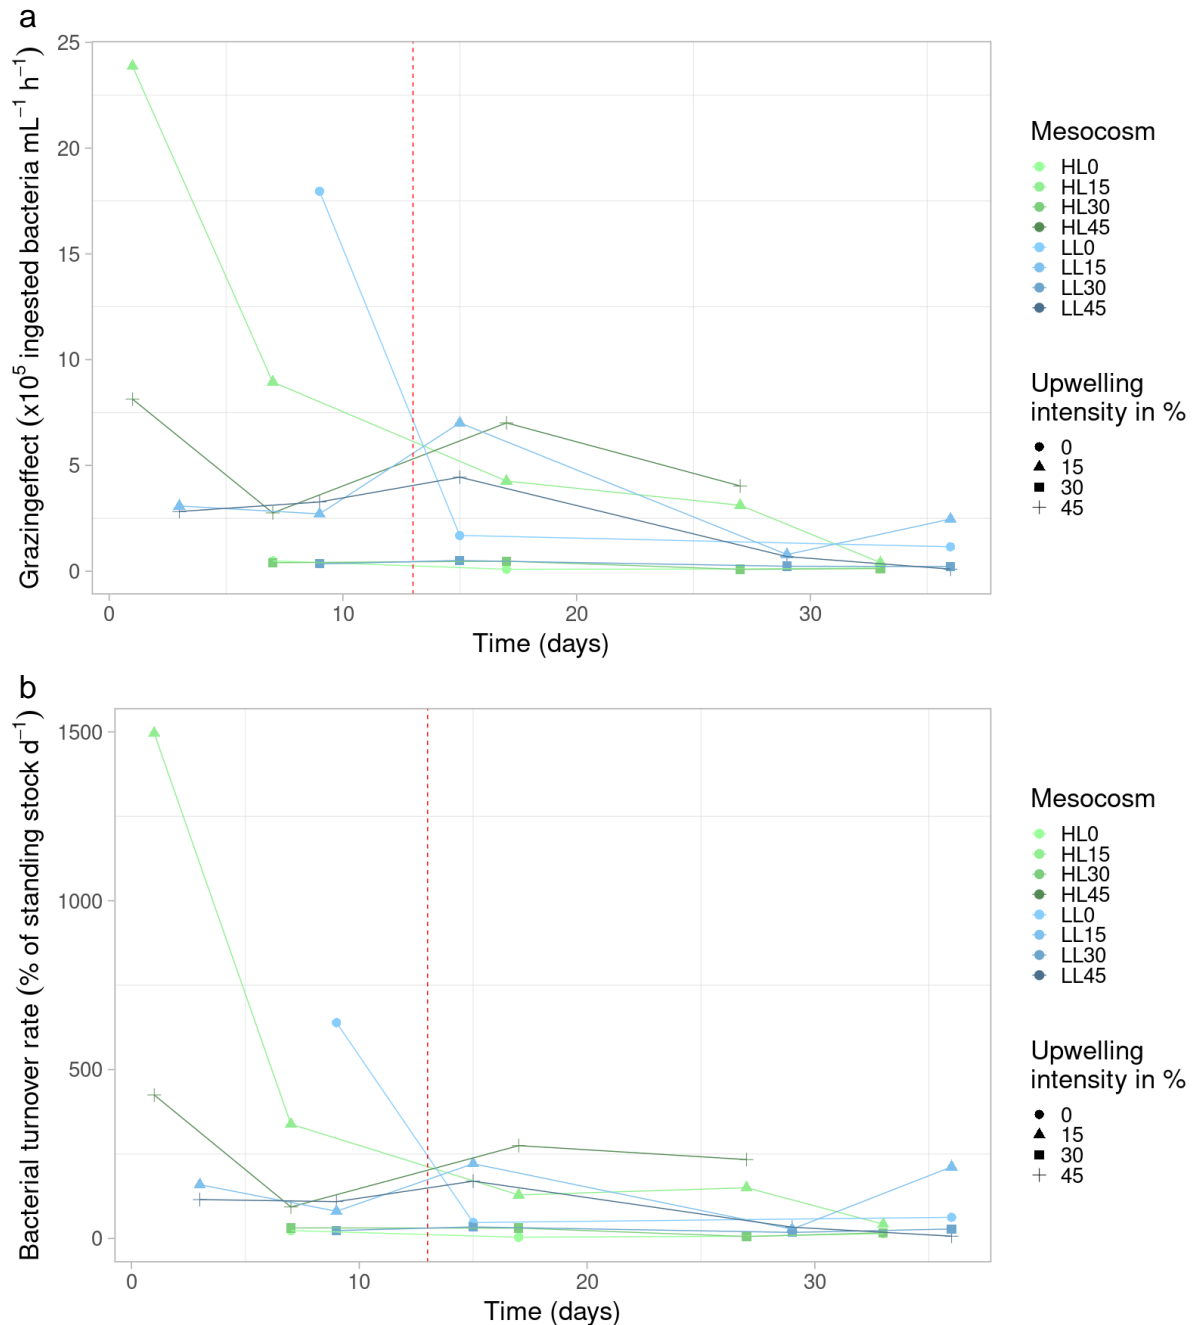 a
Grazingeffect (x10⁵ ingested bacteria mL⁻¹ h⁻¹)
25
20
15
10
5
0
0 10 20 30
Time (days)
Mesocosm
HL0
HL15
HL30
HL45
LL0
LL15
LL30
LL45
Upwelling
intensity in %
0
15
30
45
b
Bacterial turnover rate (% of standing stock d⁻¹)
1500
1000
500
0
0 10 20 30
Time (days)
Mesocosm
HL0
HL15
HL30
HL45
LL0
LL15
LL30
LL45
Upwelling
intensity in %
0
15
30
45